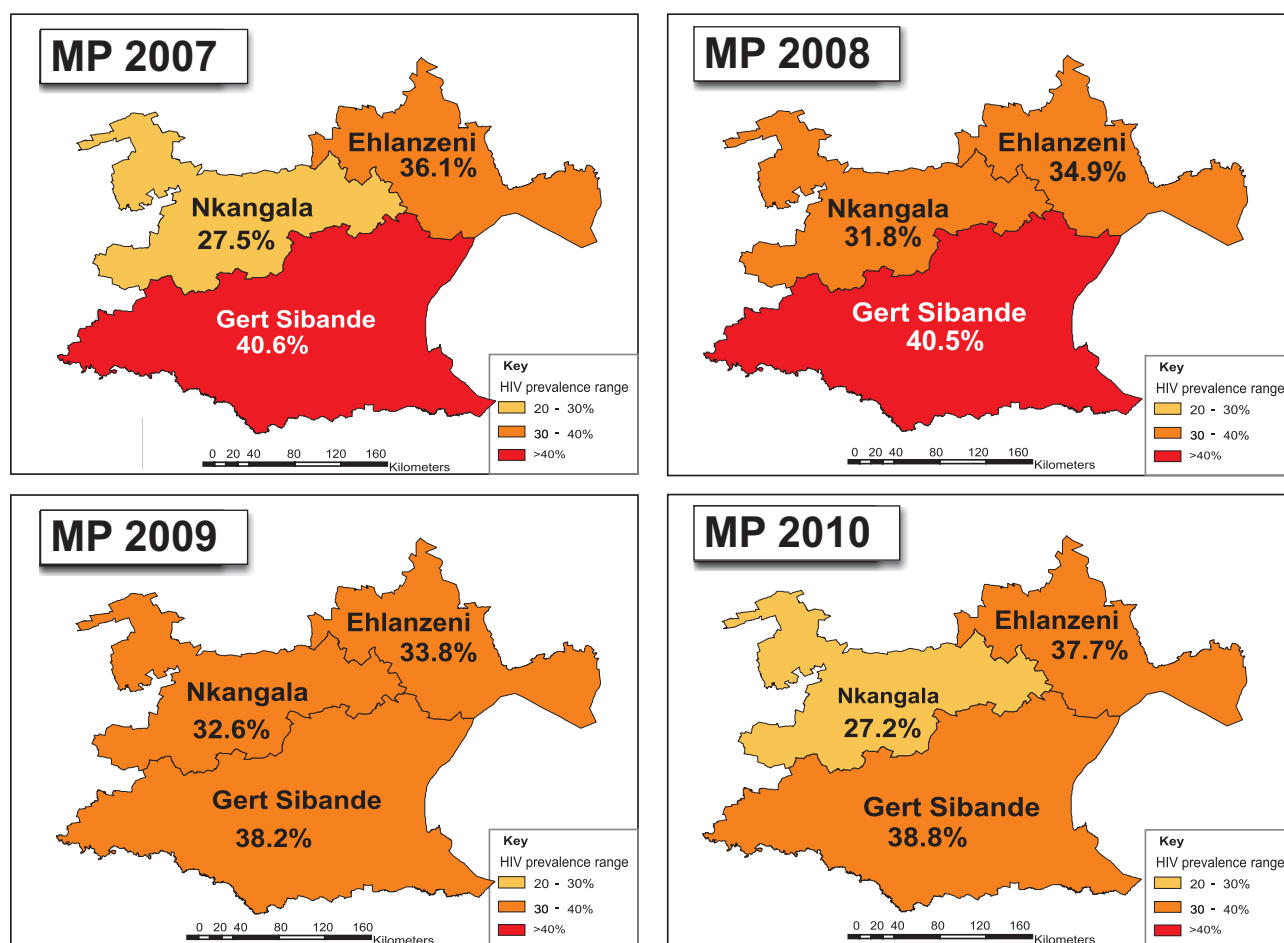 MP 2007
Ehlanzeni
36.1%
Nkangala
27.5%
Gert Sibande
40.6%
Key
HIV prevalence range
20 - 30%
30 - 40%
>40%
0 20 40 80 120 160
Kilometers
MP 2008
Ehlanzeni
34.9%
Nkangala
31.8%
Gert Sibande
40.5%
Key
HIV prevalence range
20 - 30%
30 - 40%
>40%
0 20 40 80 120 160
Kilometers
MP 2009
Ehlanzeni
33.8%
Nkangala
32.6%
Gert Sibande
38.2%
Key
HIV prevalence range
20 - 30%
30 - 40%
>40%
0 20 40 80 120 160
Kilometers
MP 2010
Ehlanzeni
37.7%
Nkangala
27.2%
Gert Sibande
38.8%
Key
HIV prevalence range
20 - 30%
30 - 40%
>40%
0 20 40 80 120 160
Kilometers